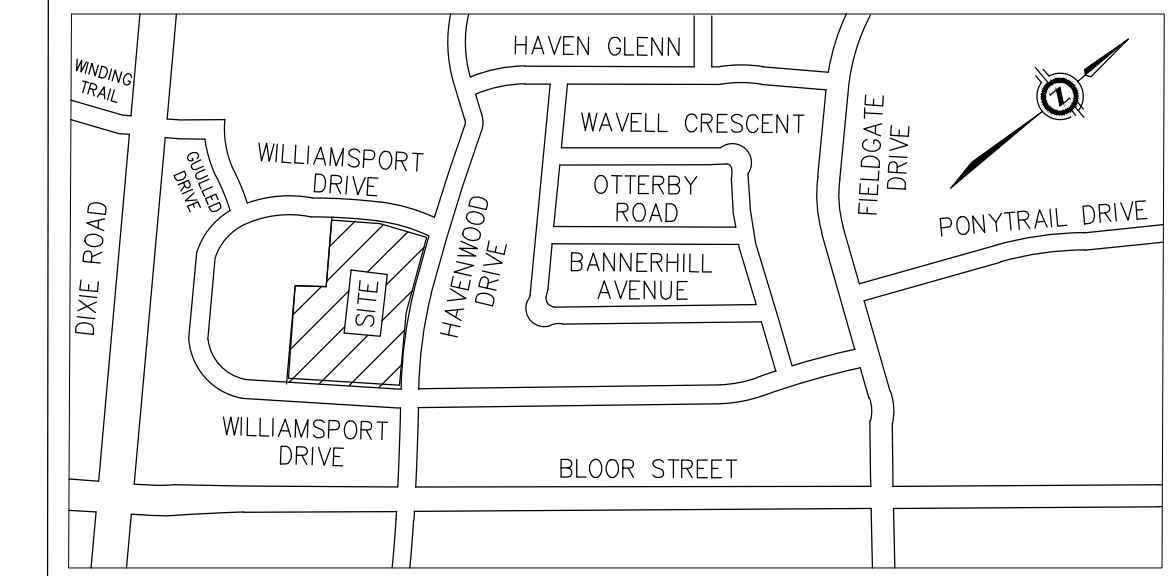 HAVEN GLENN
WINDING
TRAIL
WAVELL CRESCENT
FIELDGATE
DRIVE
WILLIAMSPORT
DRIVE
GUULLED
DRIVE
OTTERBY
ROAD
PONYTRAIL DRIVE
DIXIE ROAD
HAVENWOOD
DRIVE
BANNERHILL
AVENUE
SITE
WILLIAMSPORT
DRIVE
BLOOR STREET
Z